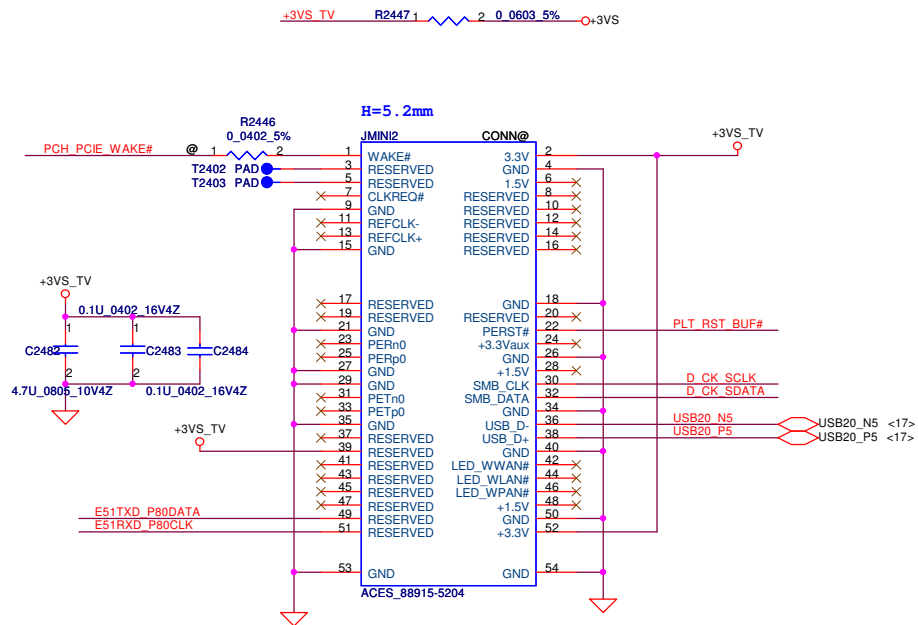 +3VS_TV R2447 1 2 0_0603_5% +3VS
H=5.2mm
R2446
0_0402_5%
JMINI2 CONN@
+3VS_TV
PCH_PCIE_WAKE# @ 1 2 1 WAKE# 3.3V 2
T2402 PAD 3 RESERVED GND 4
T2403 PAD 5 RESERVED 1.5V 6
7 CLKREQ# RESERVED 8
9 GND RESERVED 10
11 REFCLK- RESERVED 12
13 REFCLK+ RESERVED 14
15 GND RESERVED 16
+3VS_TV
17 RESERVED GND 18
0.1U_0402_16V4Z
19 RESERVED RESERVED 20
1 1 21 GND PERST# 22 PLT_RST_BUF#
C2482 C2483 C2484 23 PERn0 +3.3Vaux 24
25 PERp0 GND 26
2 2 27 GND +1.5V 28
29 GND SMB_CLK 30 D_CK_SCLK
4.7U_0805_10V4Z 0.1U_0402_16V4Z
31 PETn0 SMB_DATA 32 D_CK_SDATA
33 PETp0 GND 34
35 GND USB_D- 36 USB20_N5 USB20_N5 <17>
+3VS_TV
37 RESERVED USB_D+ 38 USB20_P5 USB20_P5 <17>
39 RESERVED GND 40
41 RESERVED LED_WWAN# 42
43 RESERVED LED_WLAN# 44
45 RESERVED LED_WPAN# 46
47 RESERVED +1.5V 48
E51TXD_P80DATA 49 RESERVED GND 50
E51RXD_P80CLK 51 RESERVED +3.3V 52
53 GND GND 54
ACES_88915-5204